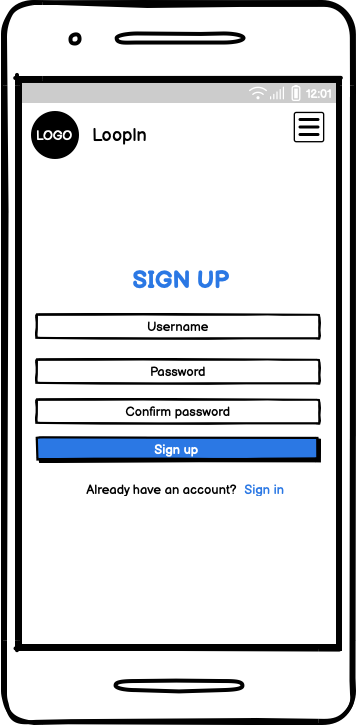 12:01
LOGO LoopIn
SIGN UP
Username
Password
Confirm password
Sign up
Already have an account? Sign in